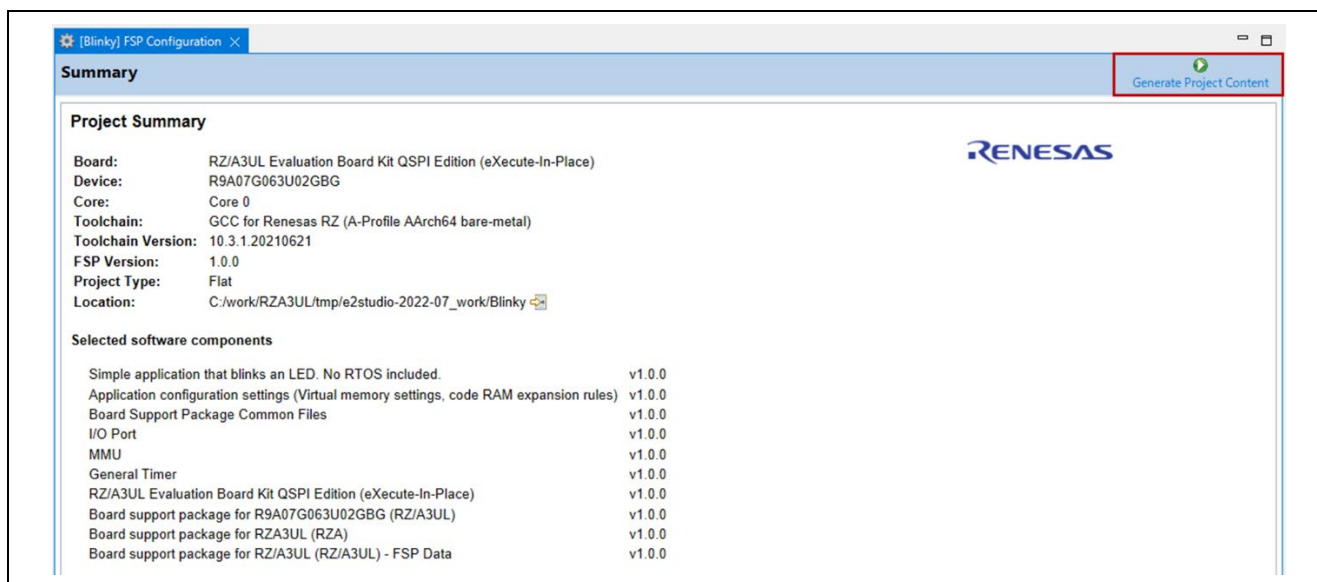 [Blinky] FSP Configuration
Summary
Generate Project Content
Project Summary
RENESAS
Board: RZ/A3UL Evaluation Board Kit QSPI Edition (eXecute-In-Place)
Device: R9A07G063U02GBG
Core: Core 0
Toolchain: GCC for Renesas RZ (A-Profile AArch64 bare-metal)
Toolchain Version: 10.3.1.20210621
FSP Version: 1.0.0
Project Type: Flat
Location: C:/work/RZA3UL/tmp/e2studio-2022-07_work/Blinky
Selected software components
Simple application that blinks an LED. No RTOS included. v1.0.0
Application configuration settings (Virtual memory settings, code RAM expansion rules) v1.0.0
Board Support Package Common Files v1.0.0
I/O Port v1.0.0
MMU v1.0.0
General Timer v1.0.0
RZ/A3UL Evaluation Board Kit QSPI Edition (eXecute-In-Place) v1.0.0
Board support package for R9A07G063U02GBG (RZ/A3UL) v1.0.0
Board support package for RZA3UL (RZA) v1.0.0
Board support package for RZ/A3UL (RZ/A3UL) - FSP Data v1.0.0